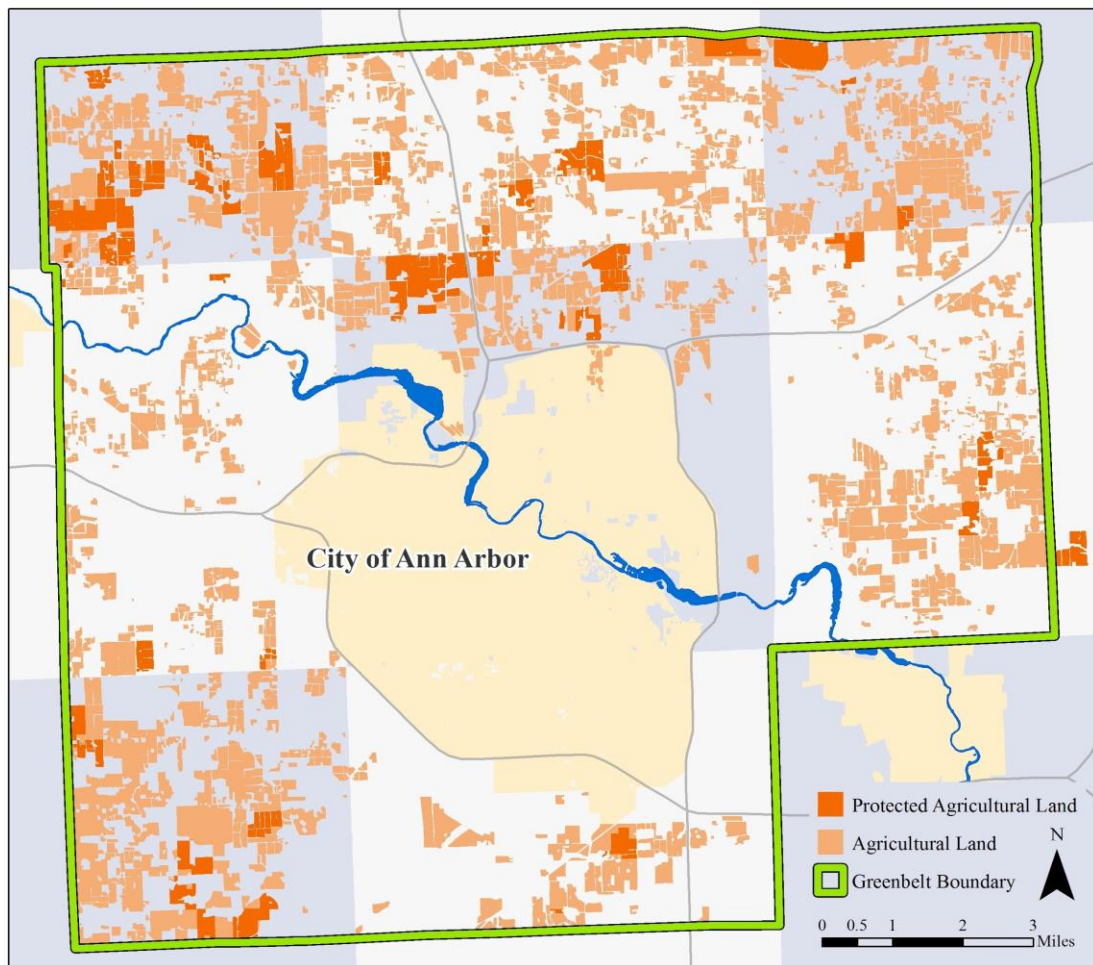 City of Ann Arbor
Protected Agricultural Land
Agricultural Land
Greenbelt Boundary
N
0 0.5 1 2 3
Miles